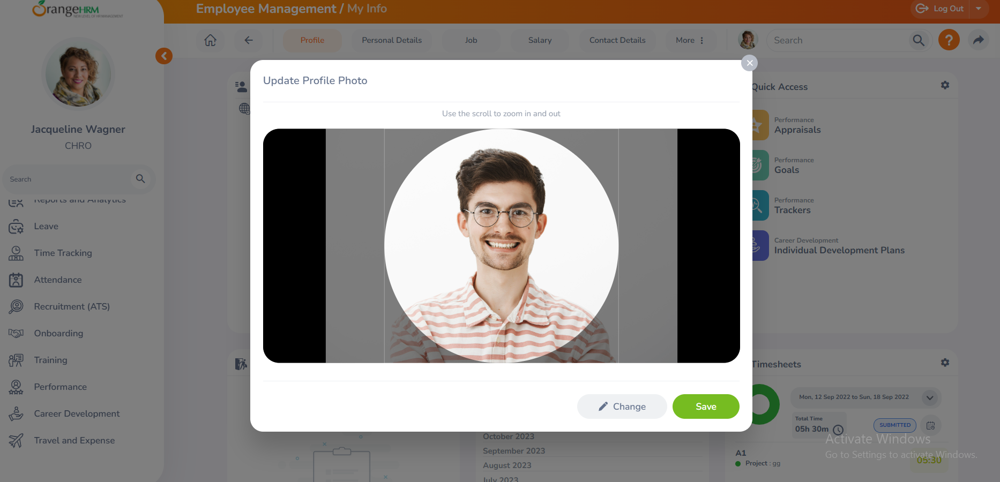 OrangeHRM
NEW LEVEL OF HR MANAGEMENT
Employee Management / My Info
Log Out
Profile
Personal Details
Job
Salary
Contact Details
More
Search
Jacqueline Wagner
CHRO
Search
Reports and Analytics
Leave
Time Tracking
Attendance
Recruitment (ATS)
Onboarding
Training
Performance
Career Development
Travel and Expense
Update Profile Photo
Use the scroll to zoom in and out
Change
Save
Quick Access
Performance
Appraisals
Performance
Goals
Performance
Trackers
Career Development
Individual Development Plans
October 2023
September 2023
August 2023
July 2023
Timesheets
Mon, 12 Sep 2022 to Sun, 18 Sep 2022
Total Time
05h 30m
SUBMITTED
A1
Project : gg
05:30
Activate Windows
Go to Settings to activate Windows.